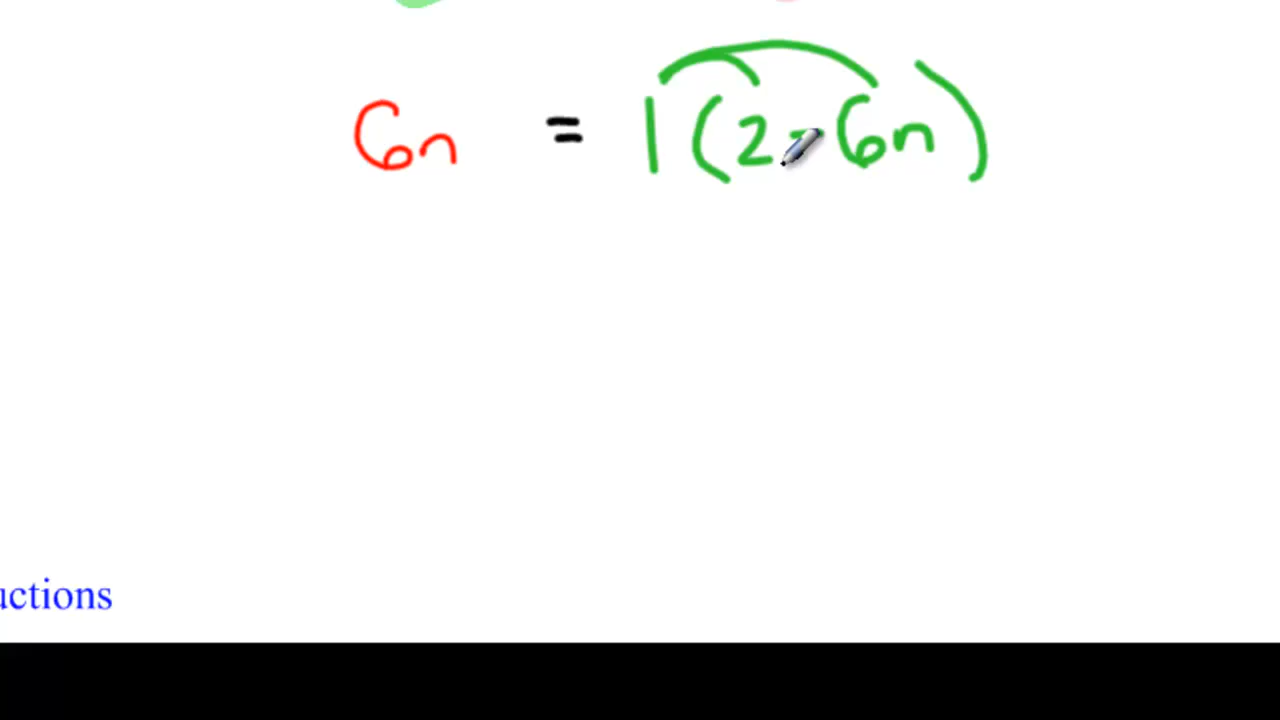 6n = 1(2-6n)
uctions